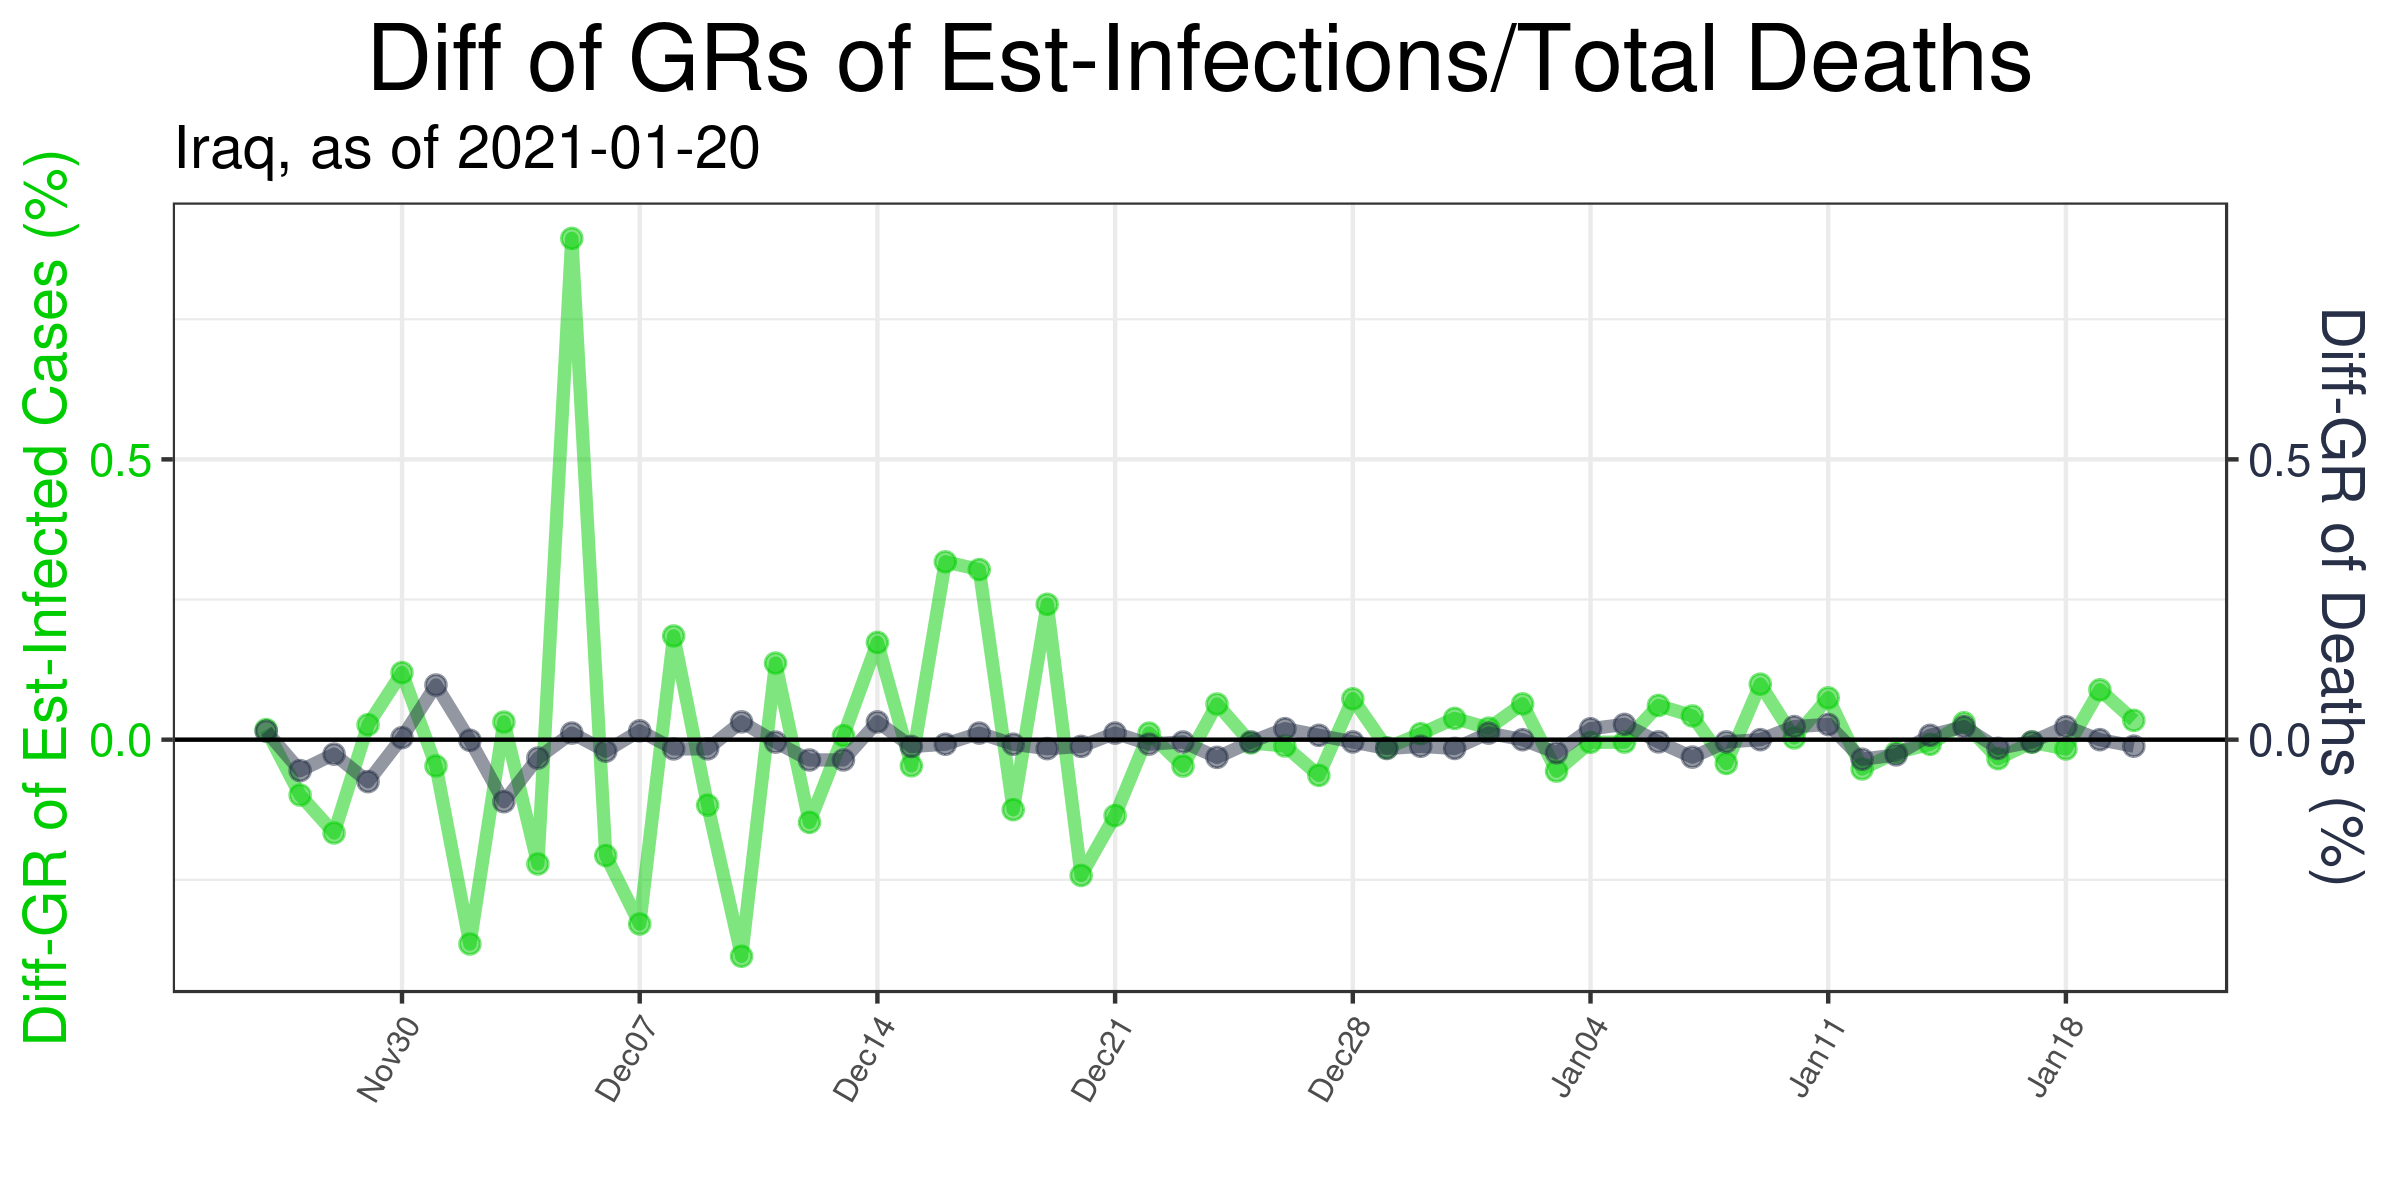 Diff of GRs of Est-Infections/Total Deaths
Iraq, as of 2021-01-20
Diff-GR of Est-Infected Cases (%)
0.5
0.0
0.5
0.0
Diff-GR of Deaths (%)
Nov30
Dec07
Dec14
Dec21
Dec28
Jan04
Jan11
Jan18